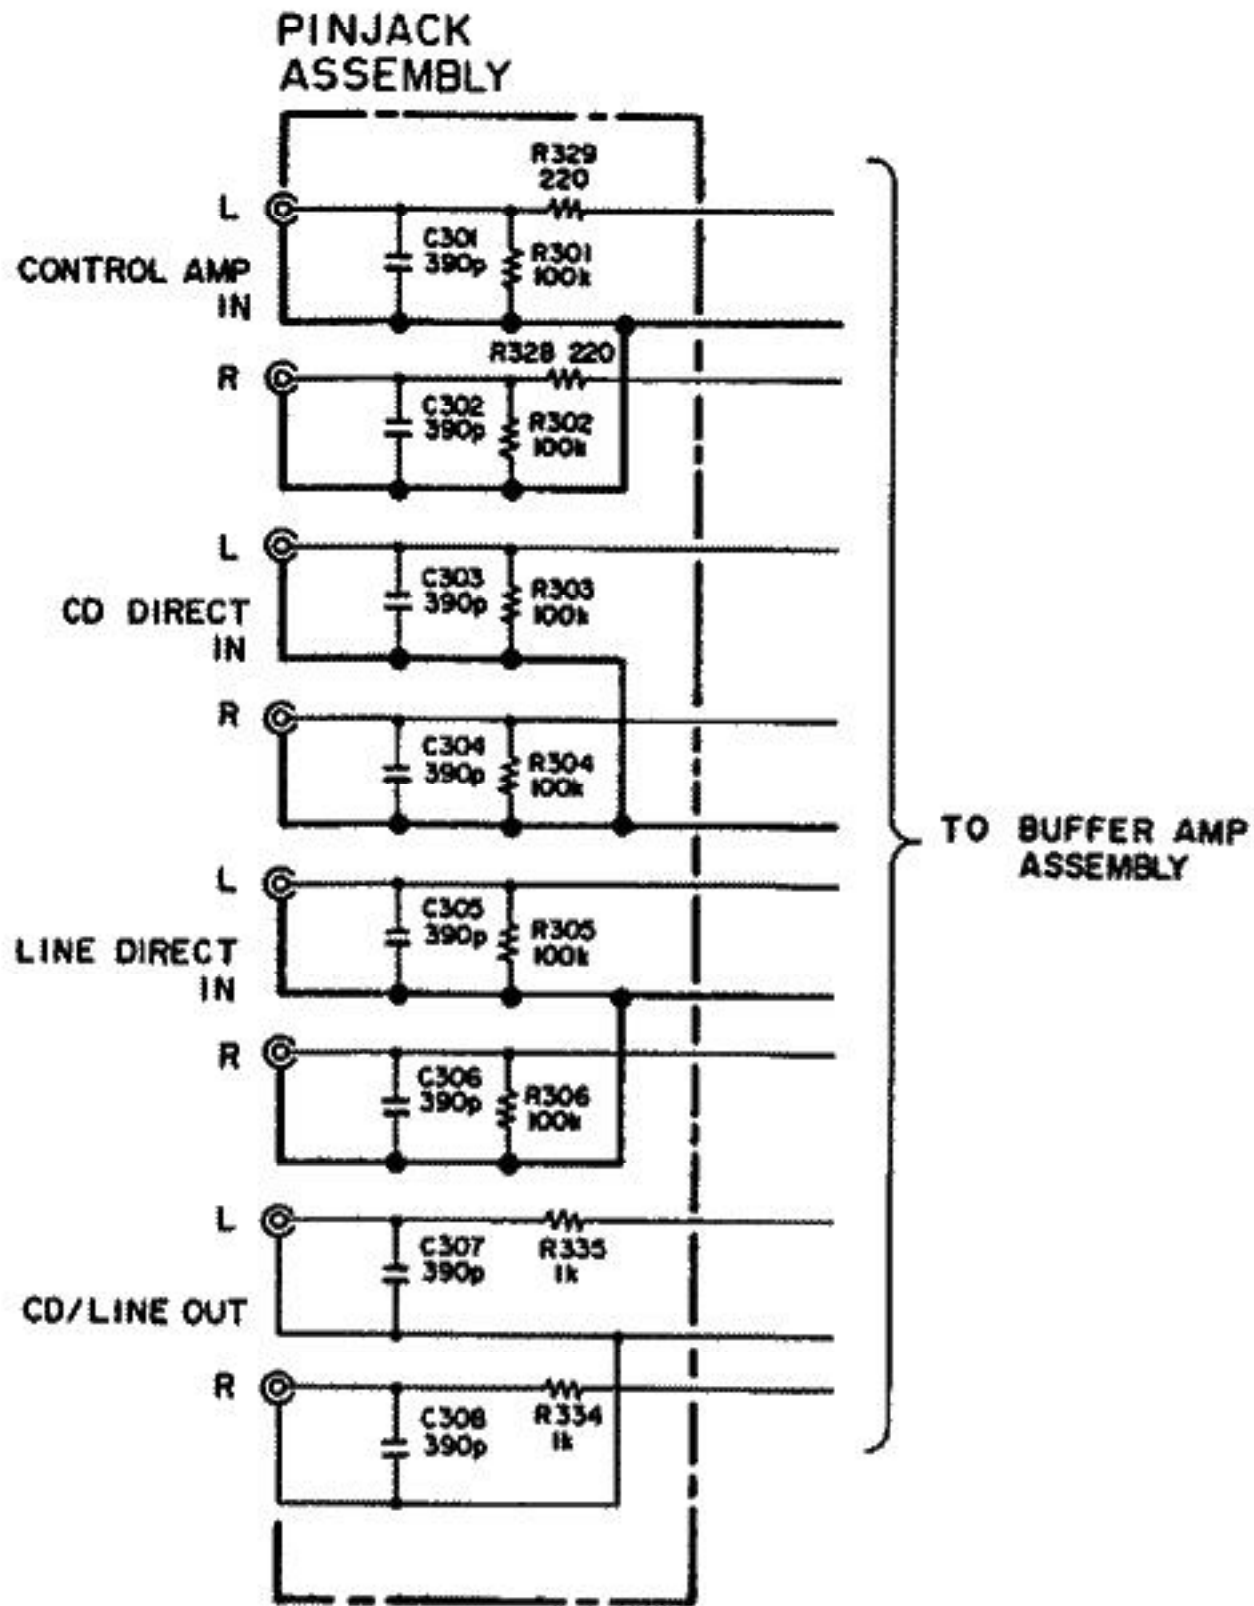 PINJACK
ASSEMBLY
R329
220
L
C301
390p
R301
100k
CONTROL AMP
IN
R328 220
R
C302
390p
R302
100k
L
C303
390p
R303
100k
CD DIRECT
IN
R
C304
390p
R304
100k
TO BUFFER AMP
ASSEMBLY
L
C305
390p
R305
100k
LINE DIRECT
IN
R
C306
390p
R306
100k
L
C307
390p
R335
1k
CD/LINE OUT
R
C308
390p
R334
1k